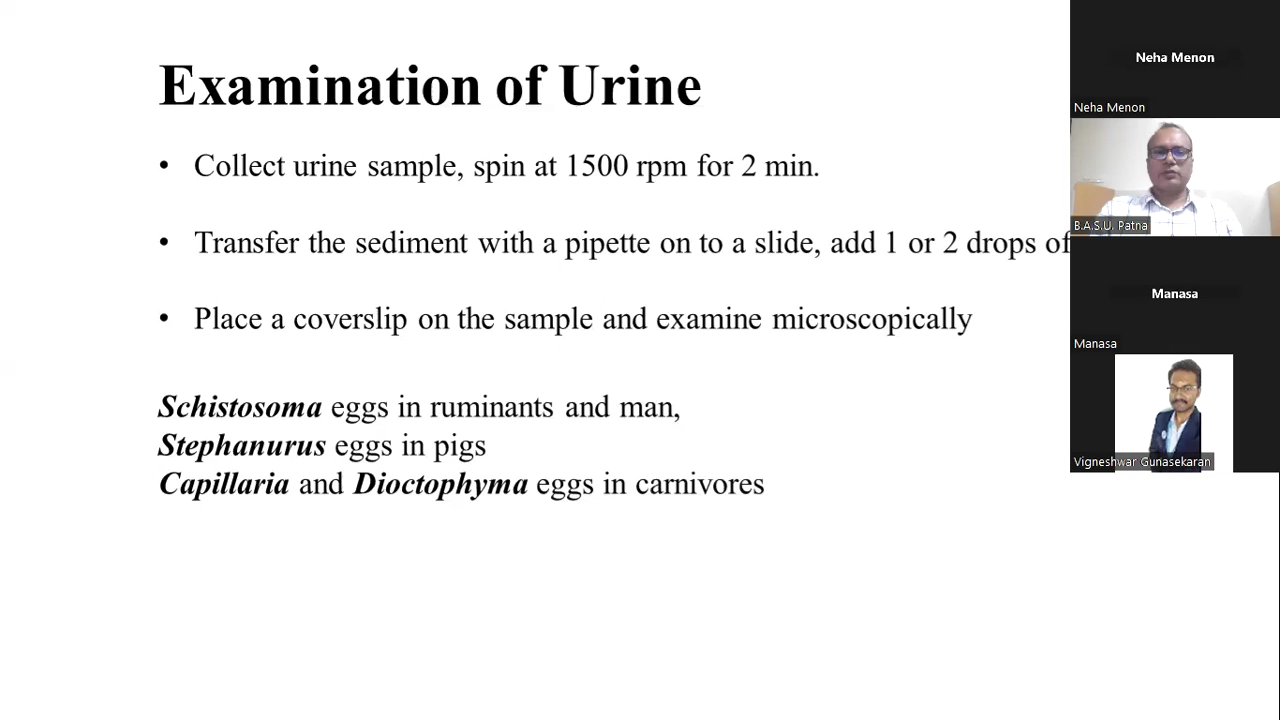 Examination of Urine
• Collect urine sample, spin at 1500 rpm for 2 min.
• Transfer the sediment with a pipette on to a slide, add 1 or 2 drops of
• Place a coverslip on the sample and examine microscopically
Schistosoma eggs in ruminants and man,
Stephanurus eggs in pigs
Capillaria and Dioctophyma eggs in carnivores
Neha Menon
Neha Menon
B.A.S.U. Patna
Manasa
Manasa
Vigneshwar Gunasekaran